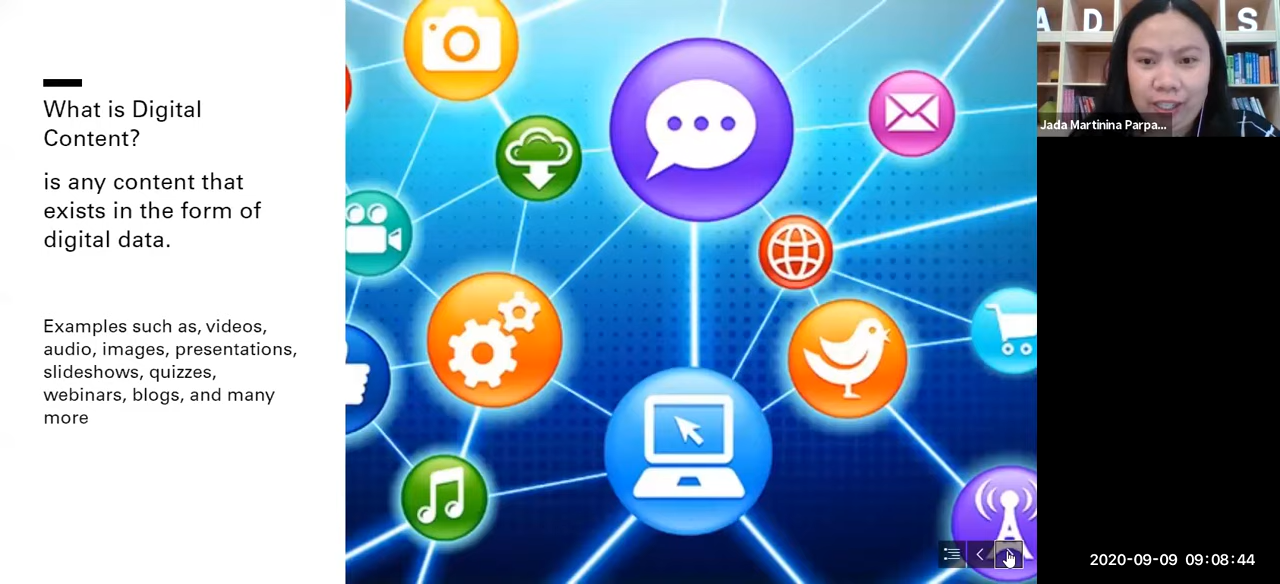 What is Digital
Content?
is any content that
exists in the form of
digital data.
Examples such as, videos,
audio, images, presentations,
slideshows, quizzes,
webinars, blogs, and many
more
A D S
Jada Martinina Parpa...
2020-09-09 09:08:44